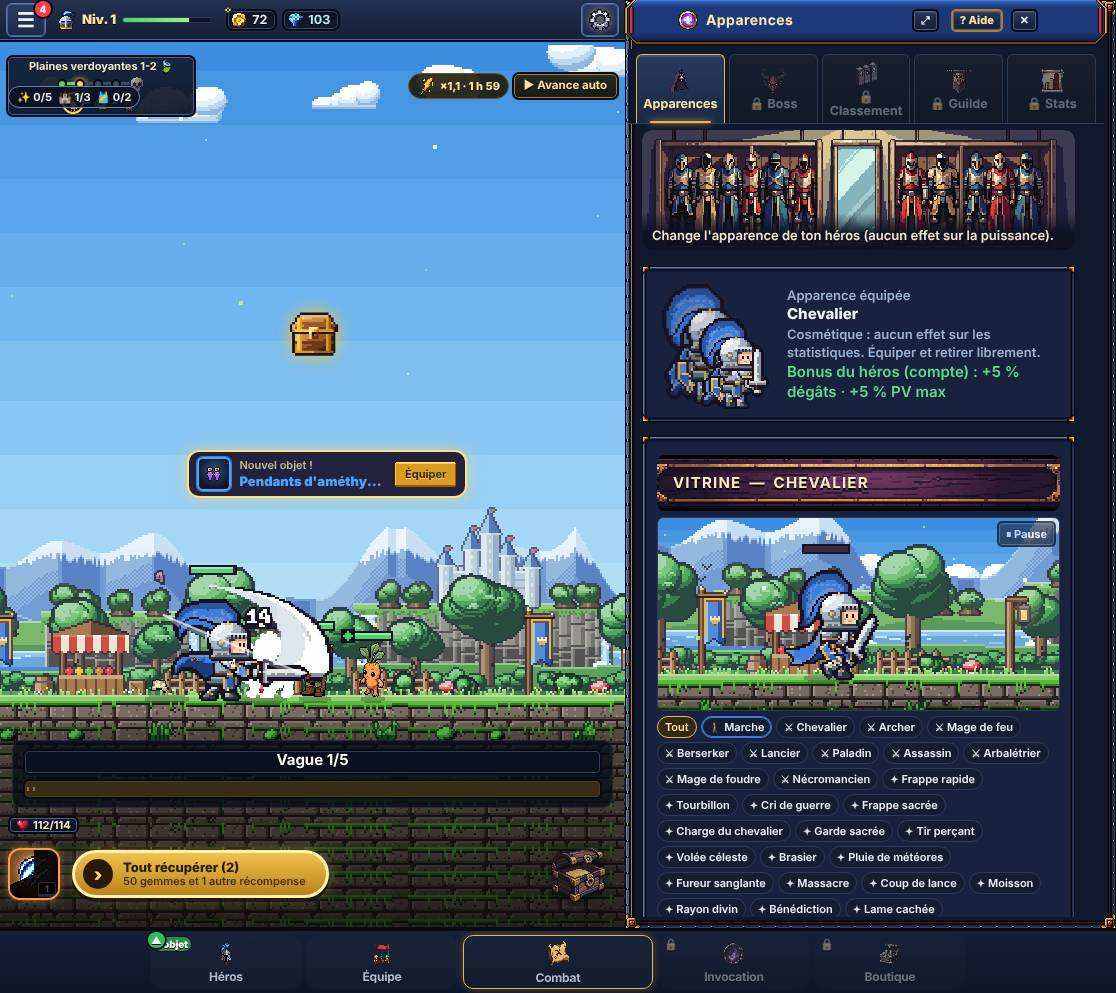 4
Niv. 1
72
103
Plaines verdoyantes 1-2
0/5
1/3
0/2
×1,1 · 1 h 59
Avance auto
Nouvel objet !
Pendants d'améthy...
Équiper
14
Vague 1/5
112/114
1
Tout récupérer (2)
50 gemmes et 1 autre récompense
objet
Héros
Équipe
Combat
Invocation
Boutique
Apparences
? Aide
Apparences
Boss
Classement
Guilde
Stats
Change l'apparence de ton héros (aucun effet sur la puissance).
Apparence équipée
Chevalier
Cosmétique : aucun effet sur les
statistiques. Équiper et retirer librement.
Bonus du héros (compte) : +5 %
dégâts · +5 % PV max
VITRINE — CHEVALIER
Pause
Tout
Marche
Chevalier
Archer
Mage de feu
Berserker
Lancier
Paladin
Assassin
Arbalétrier
Mage de foudre
Nécromancien
Frappe rapide
Tourbillon
Cri de guerre
Frappe sacrée
Charge du chevalier
Garde sacrée
Tir perçant
Volée céleste
Brasier
Pluie de météores
Fureur sanglante
Massacre
Coup de lance
Moisson
Rayon divin
Bénédiction
Lame cachée